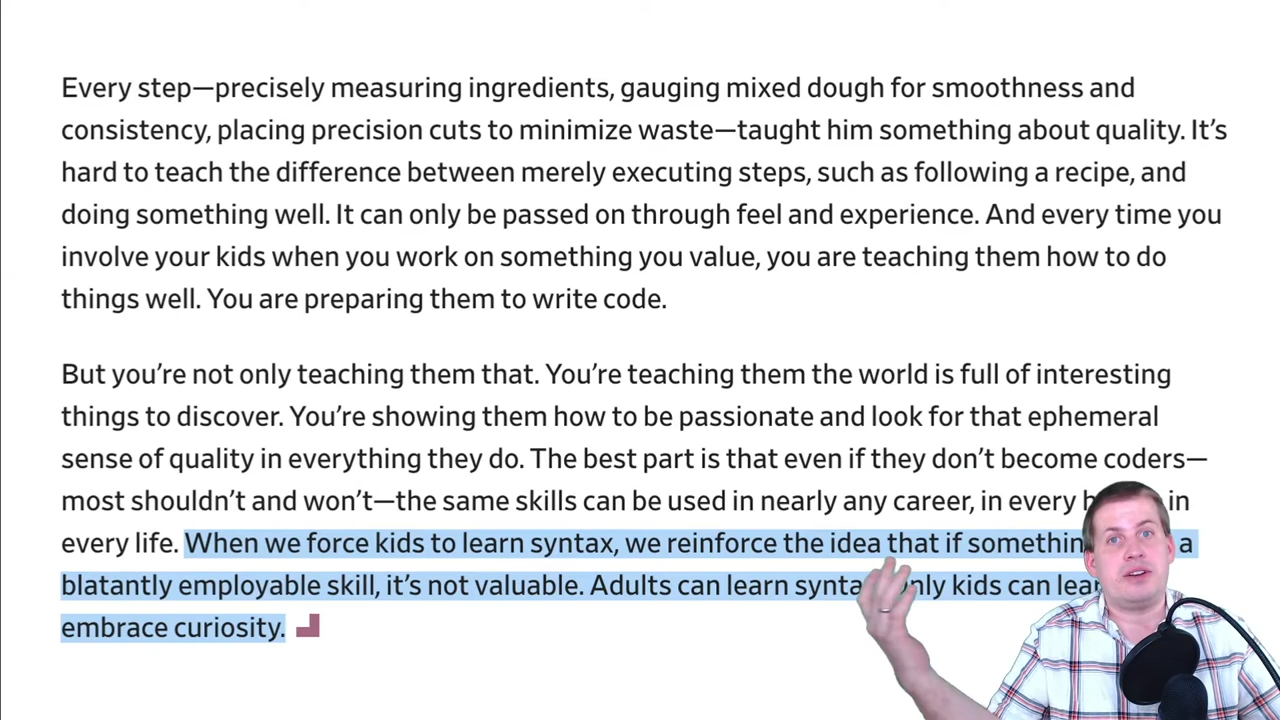 Every step—precisely measuring ingredients, gauging mixed dough for smoothness and
consistency, placing precision cuts to minimize waste—taught him something about quality. It's
hard to teach the difference between merely executing steps, such as following a recipe, and
doing something well. It can only be passed on through feel and experience. And every time you
involve your kids when you work on something you value, you are teaching them how to do
things well. You are preparing them to write code.
But you're not only teaching them that. You're teaching them the world is full of interesting
things to discover. You're showing them how to be passionate and look for that ephemeral
sense of quality in everything they do. The best part is that even if they don't become coders—
most shouldn't and won't—the same skills can be used in nearly any career, in every in
every life. When we force kids to learn syntax, we reinforce the idea that if a
blatantly employable skill, it's not valuable. Adults can learn kids can
embrace curiosity.